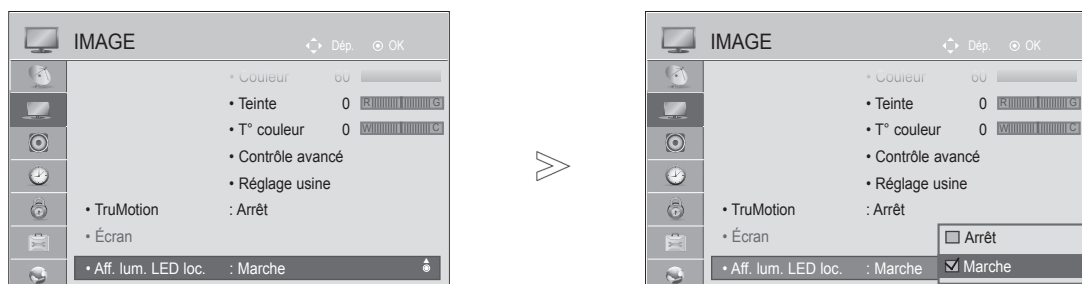 IMAGE
Dép. OK
• Couleur 60
• Teinte 0 R G
• T° couleur 0 W C
• Contrôle avancé
• Réglage usine
• TruMotion : Arrêt
• Écran
• Aff. lum. LED loc. : Marche
IMAGE
Dép. OK
• Couleur 60
• Teinte 0 R G
• T° couleur 0 W C
• Contrôle avancé
• Réglage usine
• TruMotion : Arrêt
• Écran
Arrêt
• Aff. lum. LED loc. : Marche
Marche